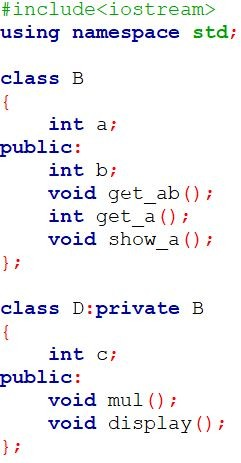 #include<iostream>
using namespace std;
class B
{
int a;
public:
int b;
void get_ab();
int get_a();
void show_a();
};
class D:private B
{
int c;
public:
void mul();
void display();
};